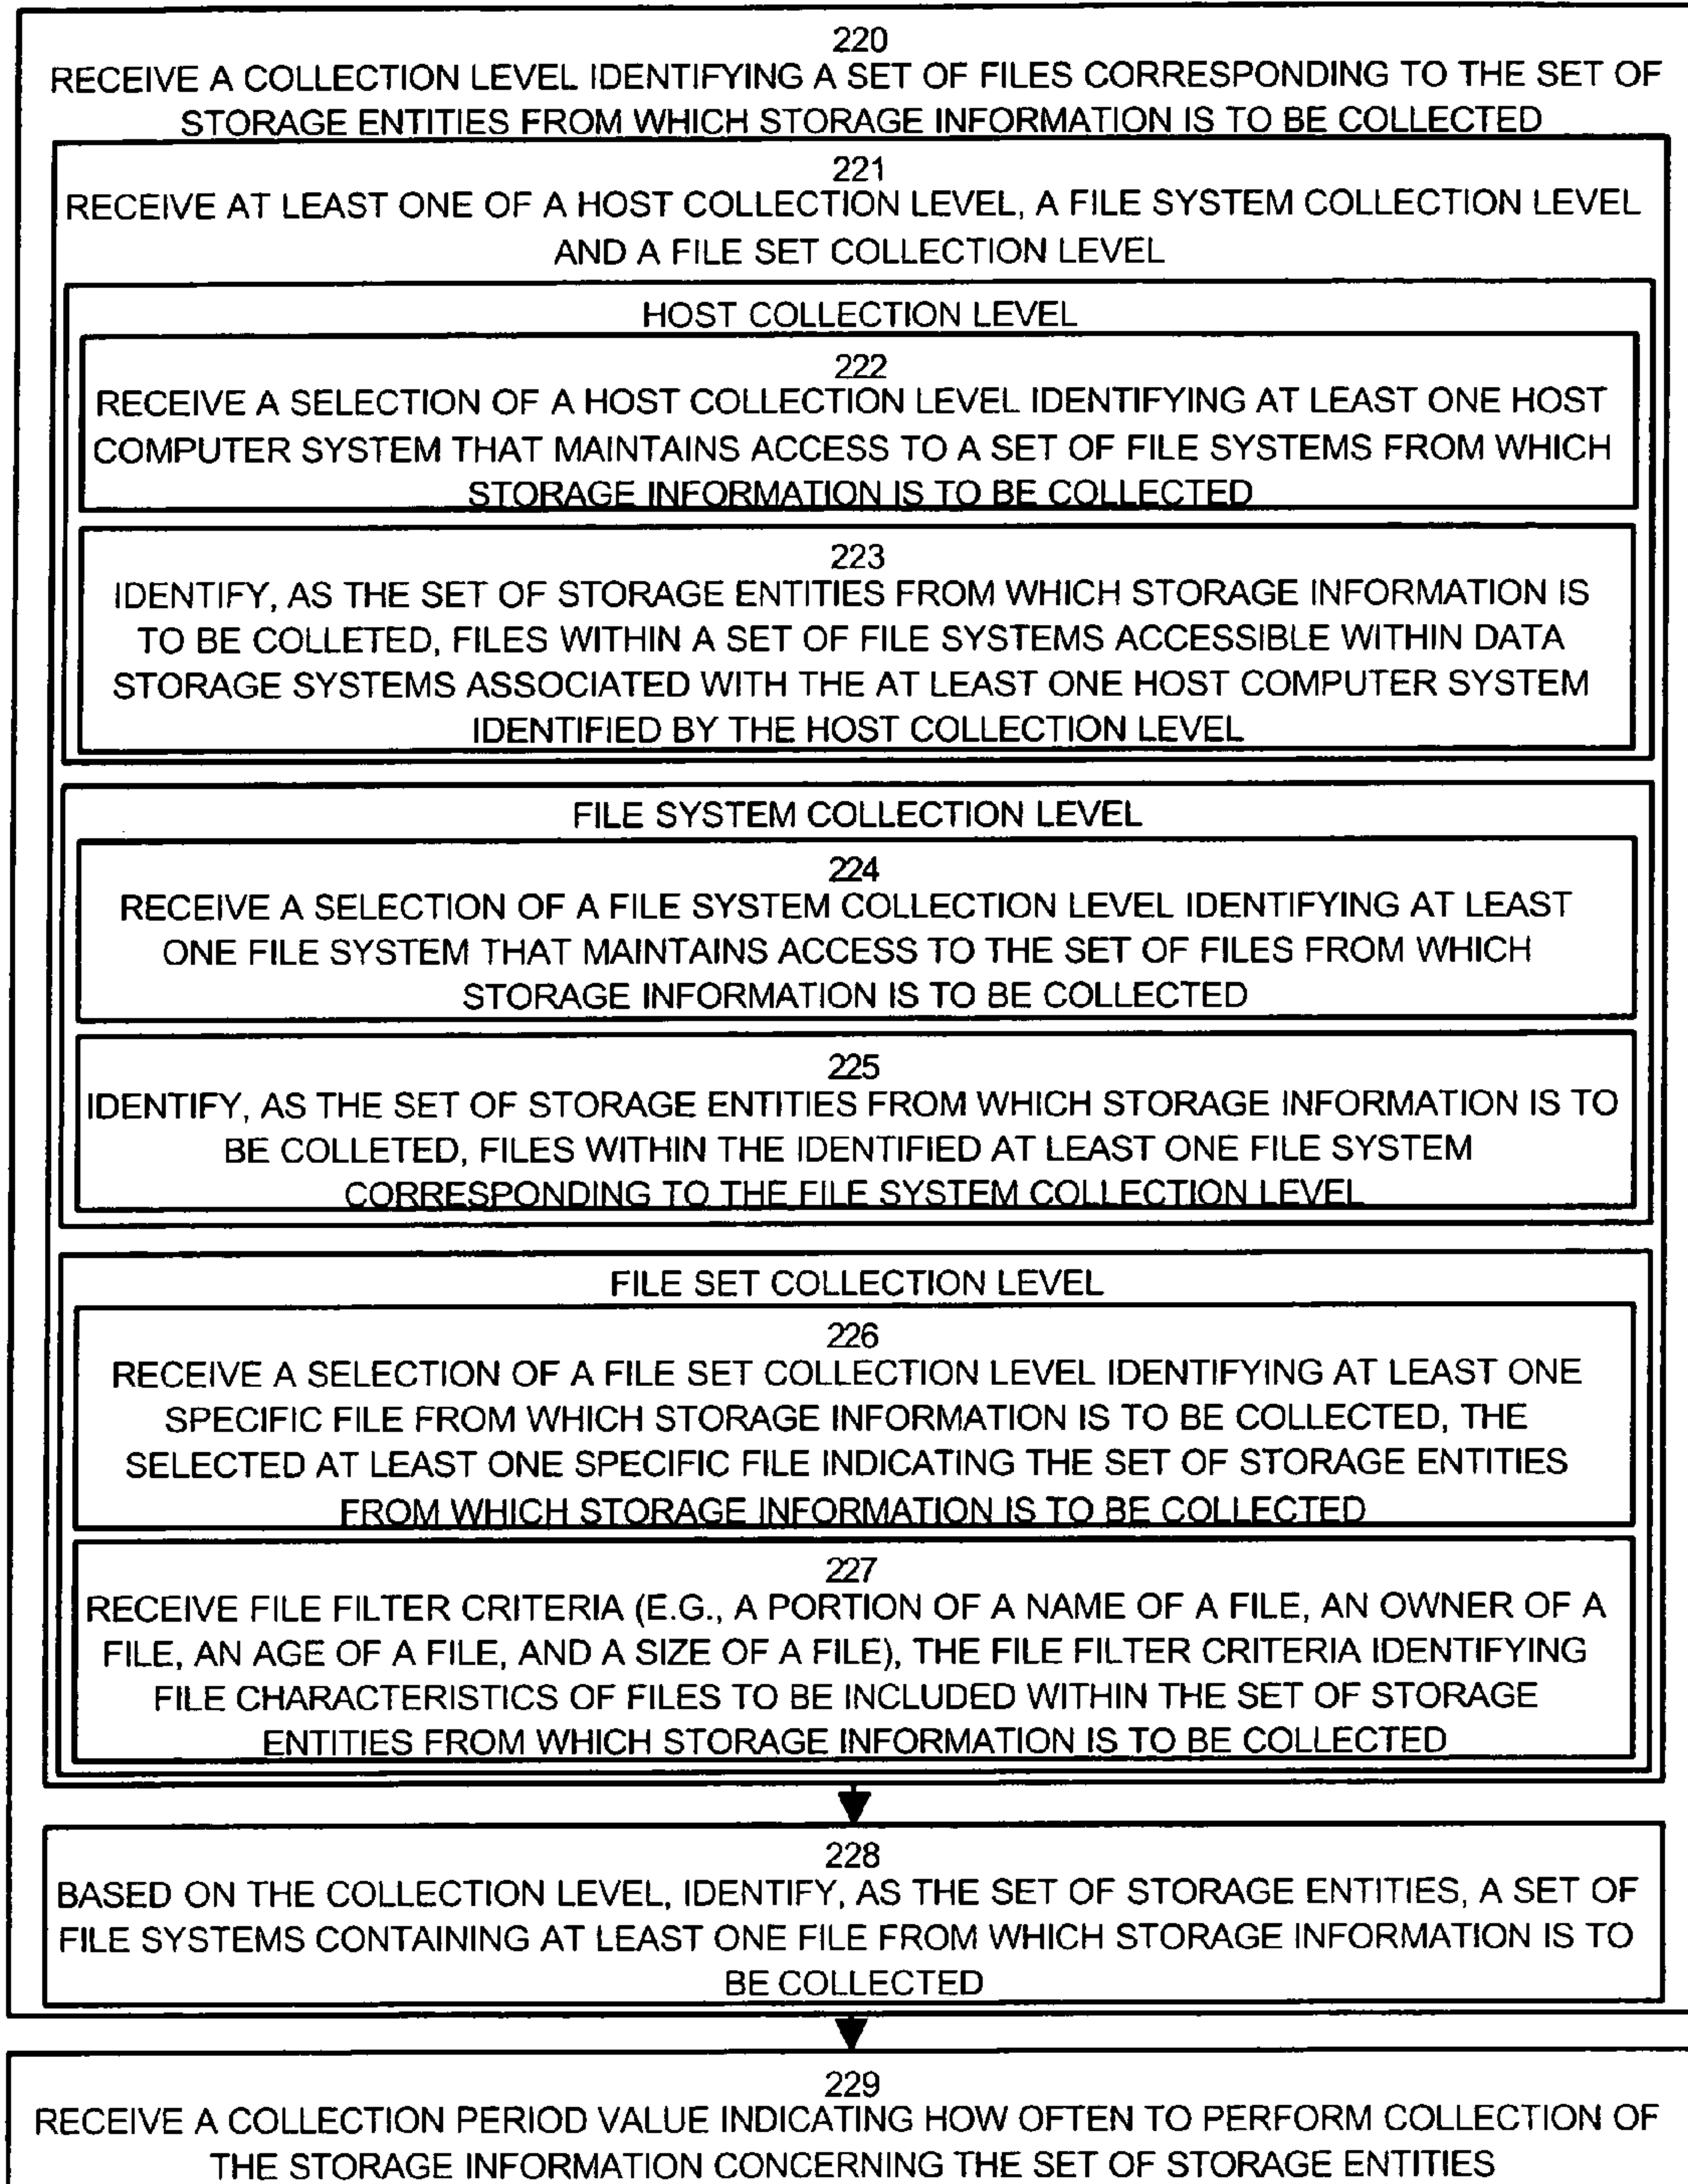 220
RECEIVE A COLLECTION LEVEL IDENTIFYING A SET OF FILES CORRESPONDING TO THE SET OF
STORAGE ENTITIES FROM WHICH STORAGE INFORMATION IS TO BE COLLECTED
221
RECEIVE AT LEAST ONE OF A HOST COLLECTION LEVEL, A FILE SYSTEM COLLECTION LEVEL
AND A FILE SET COLLECTION LEVEL
HOST COLLECTION LEVEL
222
RECEIVE A SELECTION OF A HOST COLLECTION LEVEL IDENTIFYING AT LEAST ONE HOST
COMPUTER SYSTEM THAT MAINTAINS ACCESS TO A SET OF FILE SYSTEMS FROM WHICH
STORAGE INFORMATION IS TO BE COLLECTED
223
IDENTIFY, AS THE SET OF STORAGE ENTITIES FROM WHICH STORAGE INFORMATION IS
TO BE COLLETED, FILES WITHIN A SET OF FILE SYSTEMS ACCESSIBLE WITHIN DATA
STORAGE SYSTEMS ASSOCIATED WITH THE AT LEAST ONE HOST COMPUTER SYSTEM
IDENTIFIED BY THE HOST COLLECTION LEVEL
FILE SYSTEM COLLECTION LEVEL
224
RECEIVE A SELECTION OF A FILE SYSTEM COLLECTION LEVEL IDENTIFYING AT LEAST
ONE FILE SYSTEM THAT MAINTAINS ACCESS TO THE SET OF FILES FROM WHICH
STORAGE INFORMATION IS TO BE COLLECTED
225
IDENTIFY, AS THE SET OF STORAGE ENTITIES FROM WHICH STORAGE INFORMATION IS TO
BE COLLETED, FILES WITHIN THE IDENTIFIED AT LEAST ONE FILE SYSTEM
CORRESPONDING TO THE FILE SYSTEM COLLECTION LEVEL
FILE SET COLLECTION LEVEL
226
RECEIVE A SELECTION OF A FILE SET COLLECTION LEVEL IDENTIFYING AT LEAST ONE
SPECIFIC FILE FROM WHICH STORAGE INFORMATION IS TO BE COLLECTED, THE
SELECTED AT LEAST ONE SPECIFIC FILE INDICATING THE SET OF STORAGE ENTITIES
FROM WHICH STORAGE INFORMATION IS TO BE COLLECTED
227
RECEIVE FILE FILTER CRITERIA (E.G., A PORTION OF A NAME OF A FILE, AN OWNER OF A
FILE, AN AGE OF A FILE, AND A SIZE OF A FILE), THE FILE FILTER CRITERIA IDENTIFYING
FILE CHARACTERISTICS OF FILES TO BE INCLUDED WITHIN THE SET OF STORAGE
ENTITIES FROM WHICH STORAGE INFORMATION IS TO BE COLLECTED
228
BASED ON THE COLLECTION LEVEL, IDENTIFY, AS THE SET OF STORAGE ENTITIES, A SET OF
FILE SYSTEMS CONTAINING AT LEAST ONE FILE FROM WHICH STORAGE INFORMATION IS TO
BE COLLECTED
229
RECEIVE A COLLECTION PERIOD VALUE INDICATING HOW OFTEN TO PERFORM COLLECTION OF
THE STORAGE INFORMATION CONCERNING THE SET OF STORAGE ENTITIES